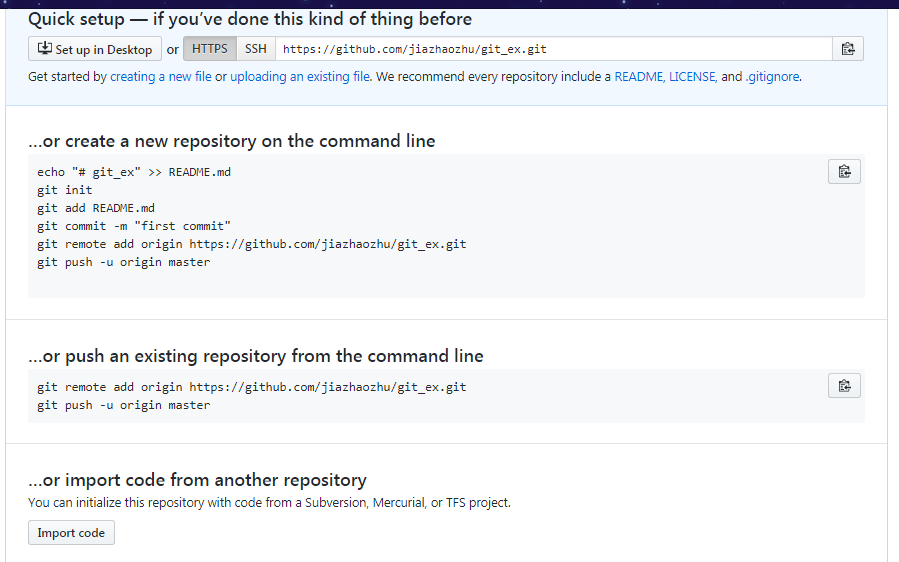 Quick setup — if you’ve done this kind of thing before
Set up in Desktop or HTTPS SSH https://github.com/jiazhaozhu/git_ex.git
Get started by creating a new file or uploading an existing file. We recommend every repository include a README, LICENSE, and .gitignore.
…or create a new repository on the command line
echo "# git_ex" >> README.md
git init
git add README.md
git commit -m "first commit"
git remote add origin https://github.com/jiazhaozhu/git_ex.git
git push -u origin master
…or push an existing repository from the command line
git remote add origin https://github.com/jiazhaozhu/git_ex.git
git push -u origin master
…or import code from another repository
You can initialize this repository with code from a Subversion, Mercurial, or TFS project.
Import code